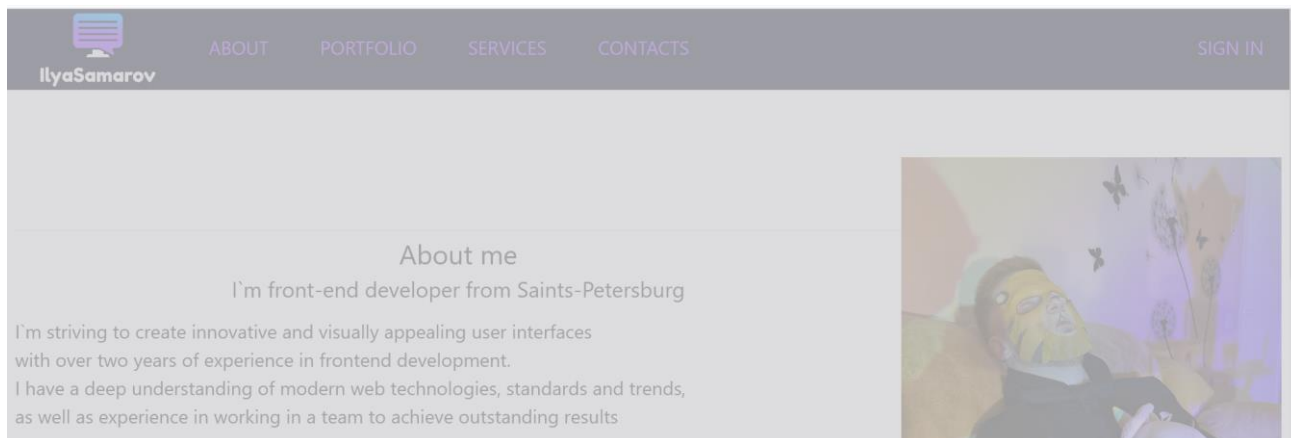 ABOUT PORTFOLIO SERVICES CONTACTS SIGN IN
IlyaSamarov
About me
I`m front-end developer from Saints-Petersburg
I`m striving to create innovative and visually appealing user interfaces
with over two years of experience in frontend development.
I have a deep understanding of modern web technologies, standards and trends,
as well as experience in working in a team to achieve outstanding results